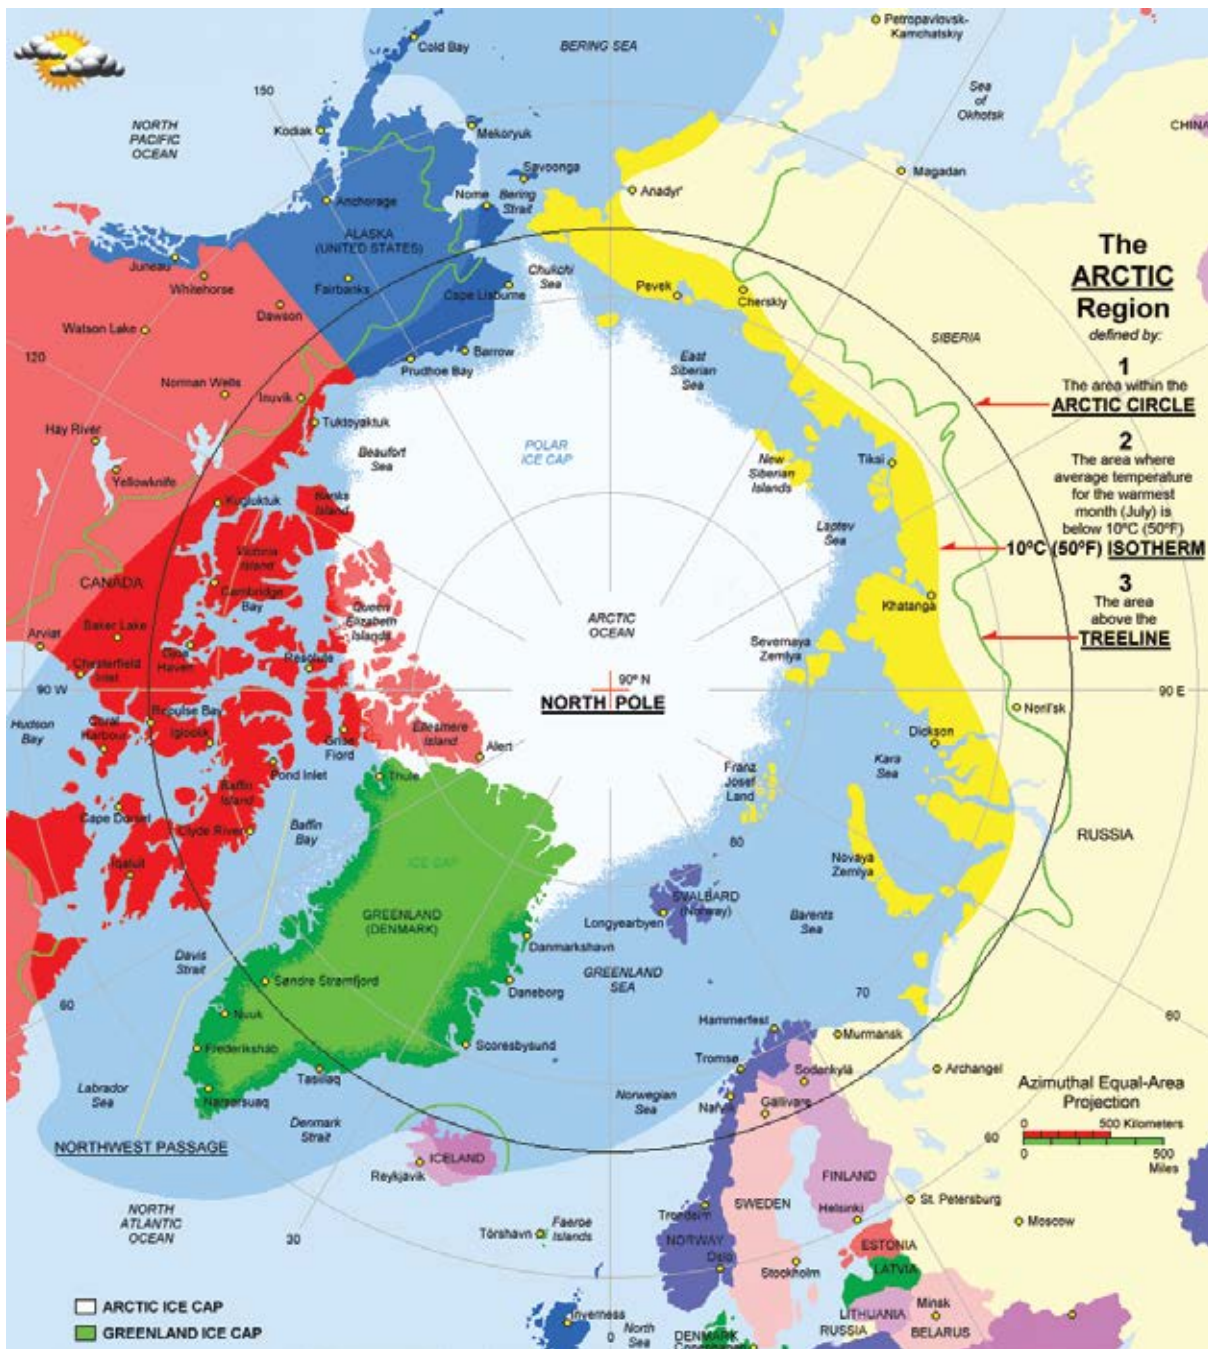 Petropavlovsk-
Kamchatskiy
Cold Bay
BERING SEA
Sea
of
Okhotsk
150
NORTH
PACIFIC
OCEAN
Kodiak
Mekoryuk
CHINA
Savoonga
Magadan
Anchorage
Nome
Bering
Strait
Anadyr'
ALASKA
(UNITED STATES)
The
ARCTIC
Region
defined by:
Juneau
Whitehorse
Fairbanks
Chukchi
Sea
Cape Lisburne
Pevek
Cherskiy
Dawson
Watson Lake
SIBERIA
120
Barrow
Prudhoe Bay
East
Siberian
Sea
1
The area within the
ARCTIC CIRCLE
Norman Wells
Inuvik
Tuktoyaktuk
Hay River
Beaufort
Sea
POLAR
ICE CAP
New
Siberian
Islands
Tiksi
2
The area where
average temperature
for the warmest
month (July) is
below 10ºC (50ºF)
10ºC (50ºF) ISOTHERM
Yellowknife
Kugluktuk
Banks
Island
Laptev
Sea
Victoria
Island
CANADA
Cambridge
Bay
3
The area
above the
TREELINE
Queen
Elizabeth
Islands
Khatanga
ARCTIC
OCEAN
Arviat
Baker Lake
Gjoa
Haven
Resolute
Severnaya
Zemlya
Chesterfield
Inlet
90º N
NORTH POLE
90 W
90 E
Hudson
Bay
Coral
Harbour
Repulse Bay
Igloolik
Grise
Fiord
Ellesmere
Island
Alert
Noril'sk
Dickson
Kara
Sea
Pond Inlet
Thule
Franz
Josef
Land
Baffin
Island
Cape Dorset
Clyde River
Baffin
Bay
RUSSIA
80
Iqaluit
ICE CAP
Novaya
Zemlya
GREENLAND
(DENMARK)
SVALBARD
(Norway)
Longyearbyen
Barents
Sea
Davis
Strait
Danmarkshavn
GREENLAND
SEA
Søndre Strømfjord
Daneborg
60
70
60
Nuuk
Hammerfest
Murmansk
Frederikshåb
Scoresbysund
Tromsø
Sodankylä
Archangel
Tasiilaq
Labrador
Sea
Narsarsuaq
Norwegian
Sea
Narvik
Gällivare
Azimuthal Equal-Area
Projection
Denmark
Strait
0 500 Kilometers
0 500
Miles
60
NORTHWEST PASSAGE
ICELAND
Reykjavik
FINLAND
NORTH
ATLANTIC
OCEAN
SWEDEN
St. Petersburg
Trondeim
Helsinki
Moscow
Tórshavn
Faeroe
Islands
30
NORWAY
Oslo
ESTONIA
Stockholm
LATVIA
ARCTIC ICE CAP
GREENLAND ICE CAP
Inverness
0
North
Sea
LITHUANIA
Minsk
RUSSIA
BELARUS
DENMARK
Copenhagen